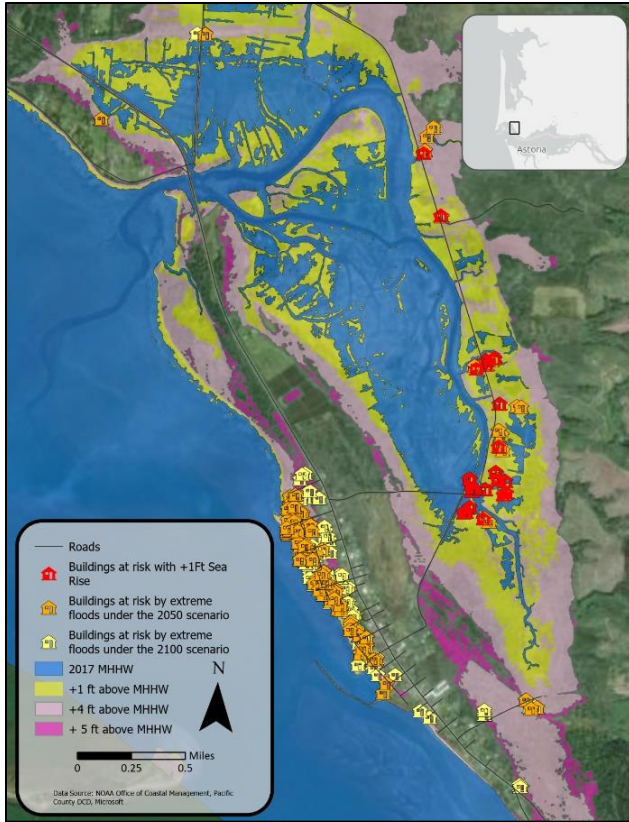 Astoria
Roads
Buildings at risk with +1Ft Sea
Rise
Buildings at risk by extreme
floods under the 2050 scenario
Buildings at risk by extreme
floods under the 2100 scenario
2017 MHHW
+1 ft above MHHW
+4 ft above MHHW
+ 5 ft above MHHW
N
Miles
0 0.25 0.5
Data Source: NOAA Office of Coastal Management, Pacific
County OCD, Microsoft